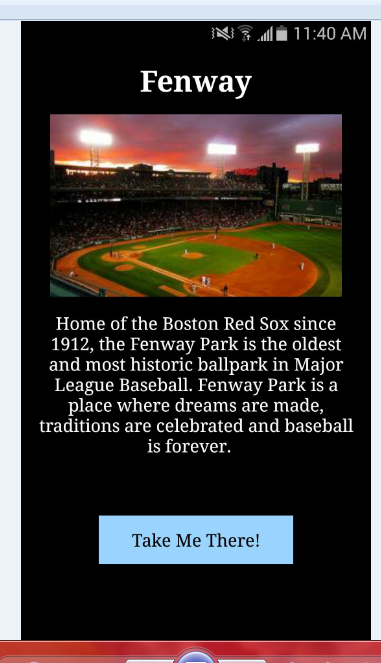 11:40 AM
Fenway
Home of the Boston Red Sox since
1912, the Fenway Park is the oldest
and most historic ballpark in Major
League Baseball. Fenway Park is a
place where dreams are made,
traditions are celebrated and baseball
is forever.
Take Me There!